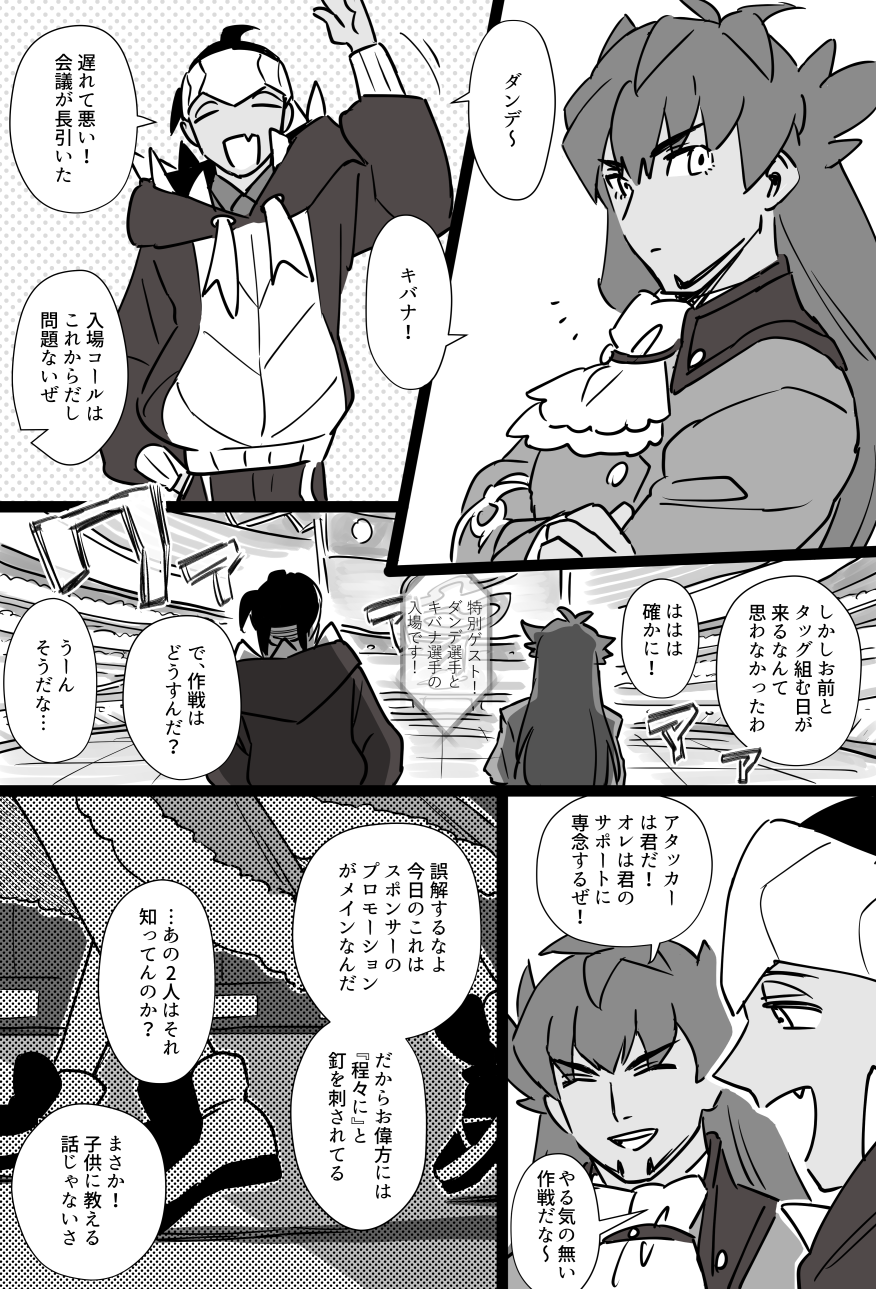 ダンデ〜
キバナ！
遅れて悪い！
会議が長引いた
入場コールは
これからだし
問題ないぜ
しかしお前と
タッグ組む日が
来るなんて
思わなかったわ
ははは
確かに！
特別ゲスト！
ダンデ選手と
キバナ選手の
入場です！
で、作戦は
どうすんだ？
うーん
そうだな…
ワァァァァ
アタッカー
は君だ！
オレは君の
サポートに
専念するぜ！
やる気の無い
作戦だな〜
誤解するなよ
今日のこれは
スポンサーの
プロモーション
がメインなんだ
だからお偉方には
『程々に』と
釘を刺されてる
…あの2人はそれ
知ってんのか？
まさか！
子供に教える
話じゃないさ